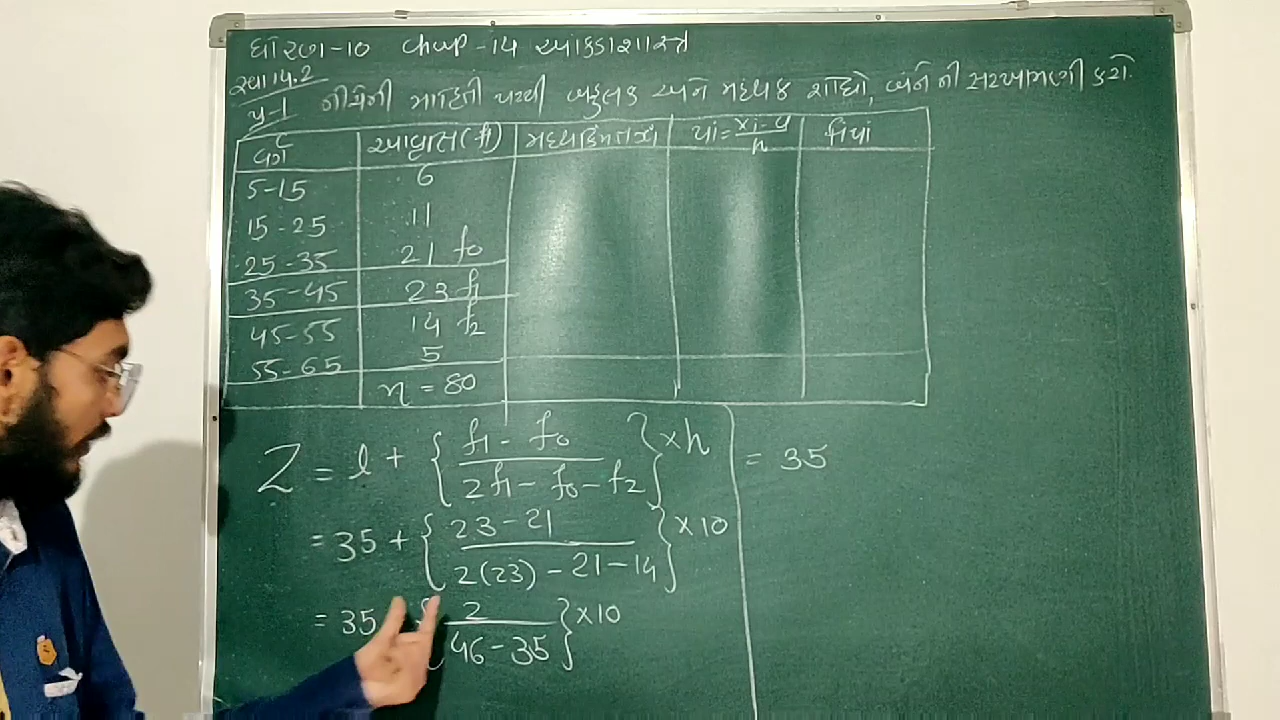 ધોરણ-10 chap-14 આંકડાશાસ્ત્ર
સ્વા 14.2
પ્ર-1 નીચેની માહિતી પરથી બહુલક અને મધ્યક શોધો, બંને ની સરખામણી કરો.
વર્ગ આવૃત્તિ(fi) મધ્યકિંમત xi ui = xi - a / h fiui
5-15 6
15-25 11
25-35 21 f0
35-45 23 f1
45-55 14 f2
55-65 5
n = 80
Z = l + { f1 - f0 / 2f1 - f0 - f2 } × h
= 35 + { 23 - 21 / 2(23) - 21 - 14 } × 10
= 35 { 2 / 46 - 35 } × 10
= 35